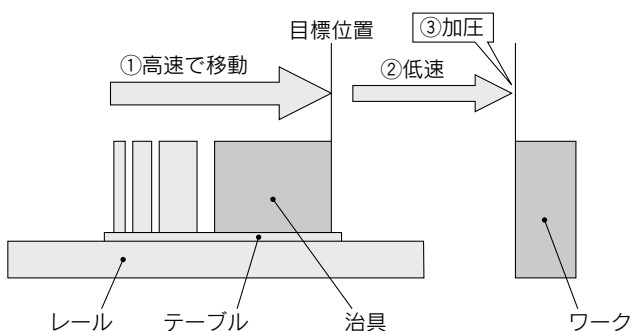 目標位置
③加圧
①高速で移動
②低速
レール
テーブル
治具
ワーク